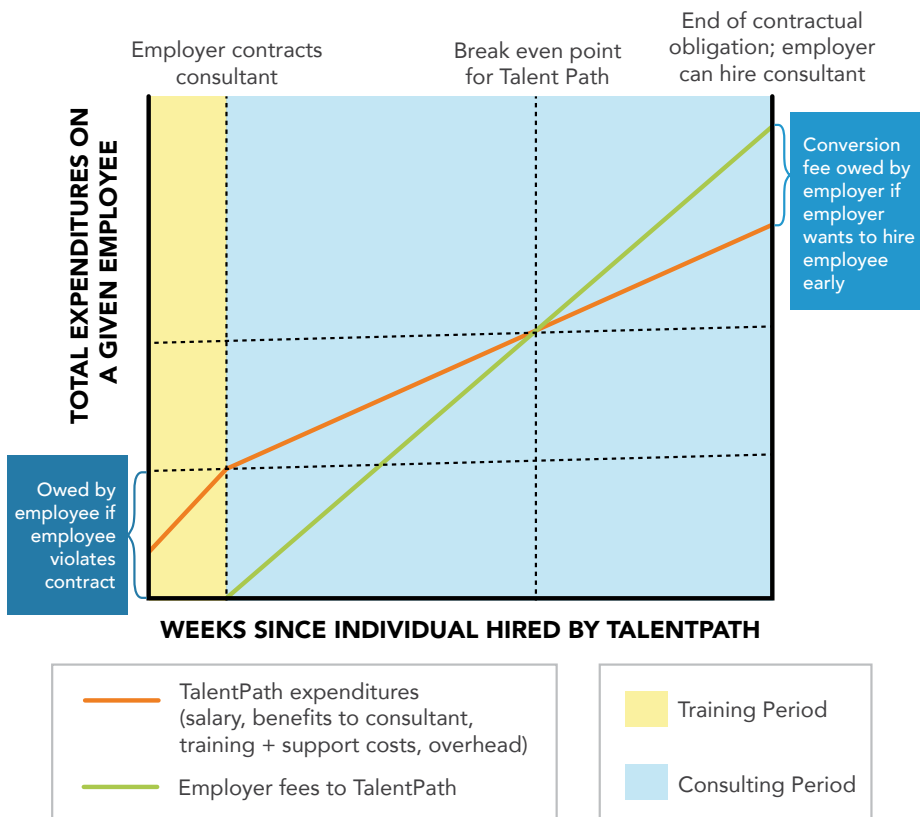 Employer contracts
consultant
Break even point
for Talent Path
End of contractual
obligation; employer
can hire consultant
TOTAL EXPENDITURES ON
A GIVEN EMPLOYEE
Conversion
fee owed by
employer if
employer
wants to hire
employee
early
Owed by
employee if
employee
violates
contract
WEEKS SINCE INDIVIDUAL HIRED BY TALENTPATH
TalentPath expenditures
(salary, benefits to consultant,
training + support costs, overhead)
Employer fees to TalentPath
Training Period
Consulting Period